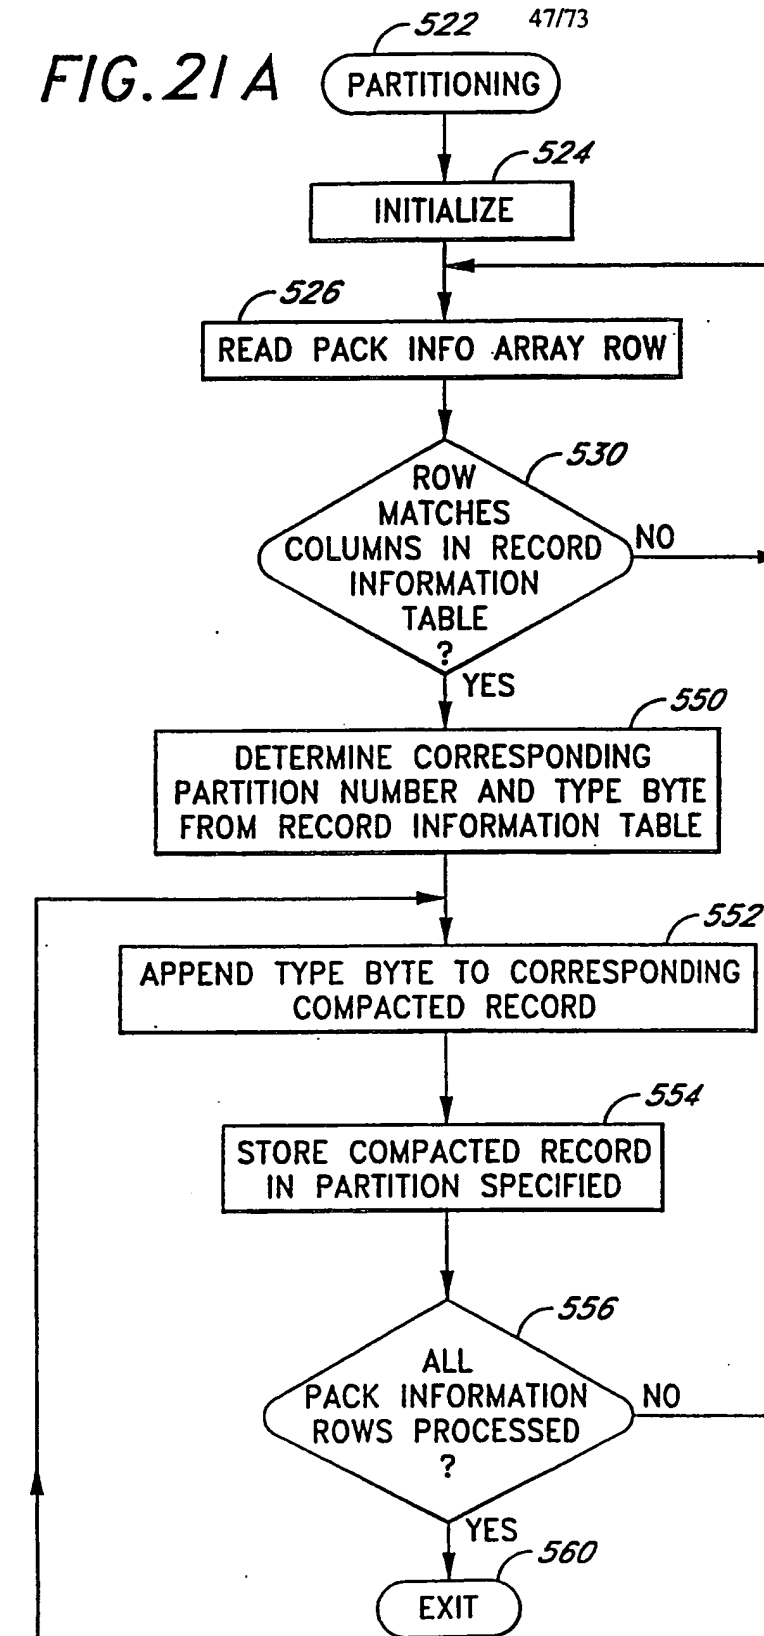 522 47/73
FIG. 21A
PARTITIONING
524
INITIALIZE
526
READ PACK INFO ARRAY ROW
530
ROW
MATCHES
COLUMNS IN RECORD
INFORMATION
TABLE
?
NO
YES
550
DETERMINE CORRESPONDING
PARTITION NUMBER AND TYPE BYTE
FROM RECORD INFORMATION TABLE
552
APPEND TYPE BYTE TO CORRESPONDING
COMPACTED RECORD
554
STORE COMPACTED RECORD
IN PARTITION SPECIFIED
556
ALL
PACK INFORMATION
ROWS PROCESSED
?
NO
YES
560
EXIT